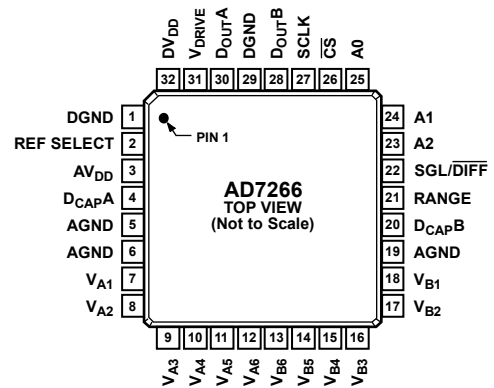 DVDD
VDRIVE
DOUTA
DGND
DOUTB
SCLK
CS
A0
32 31 30 29 28 27 26 25
DGND 1
REF SELECT 2
AVDD 3
DCAPA 4
AGND 5
AGND 6
VA1 7
VA2 8
PIN 1
AD7266
TOP VIEW
(Not to Scale)
24 A1
23 A2
22 SGL/DIFF
21 RANGE
20 DCAPB
19 AGND
18 VB1
17 VB2
9 10 11 12 13 14 15 16
VA3
VA4
VA5
VA6
VB6
VB5
VB4
VB3